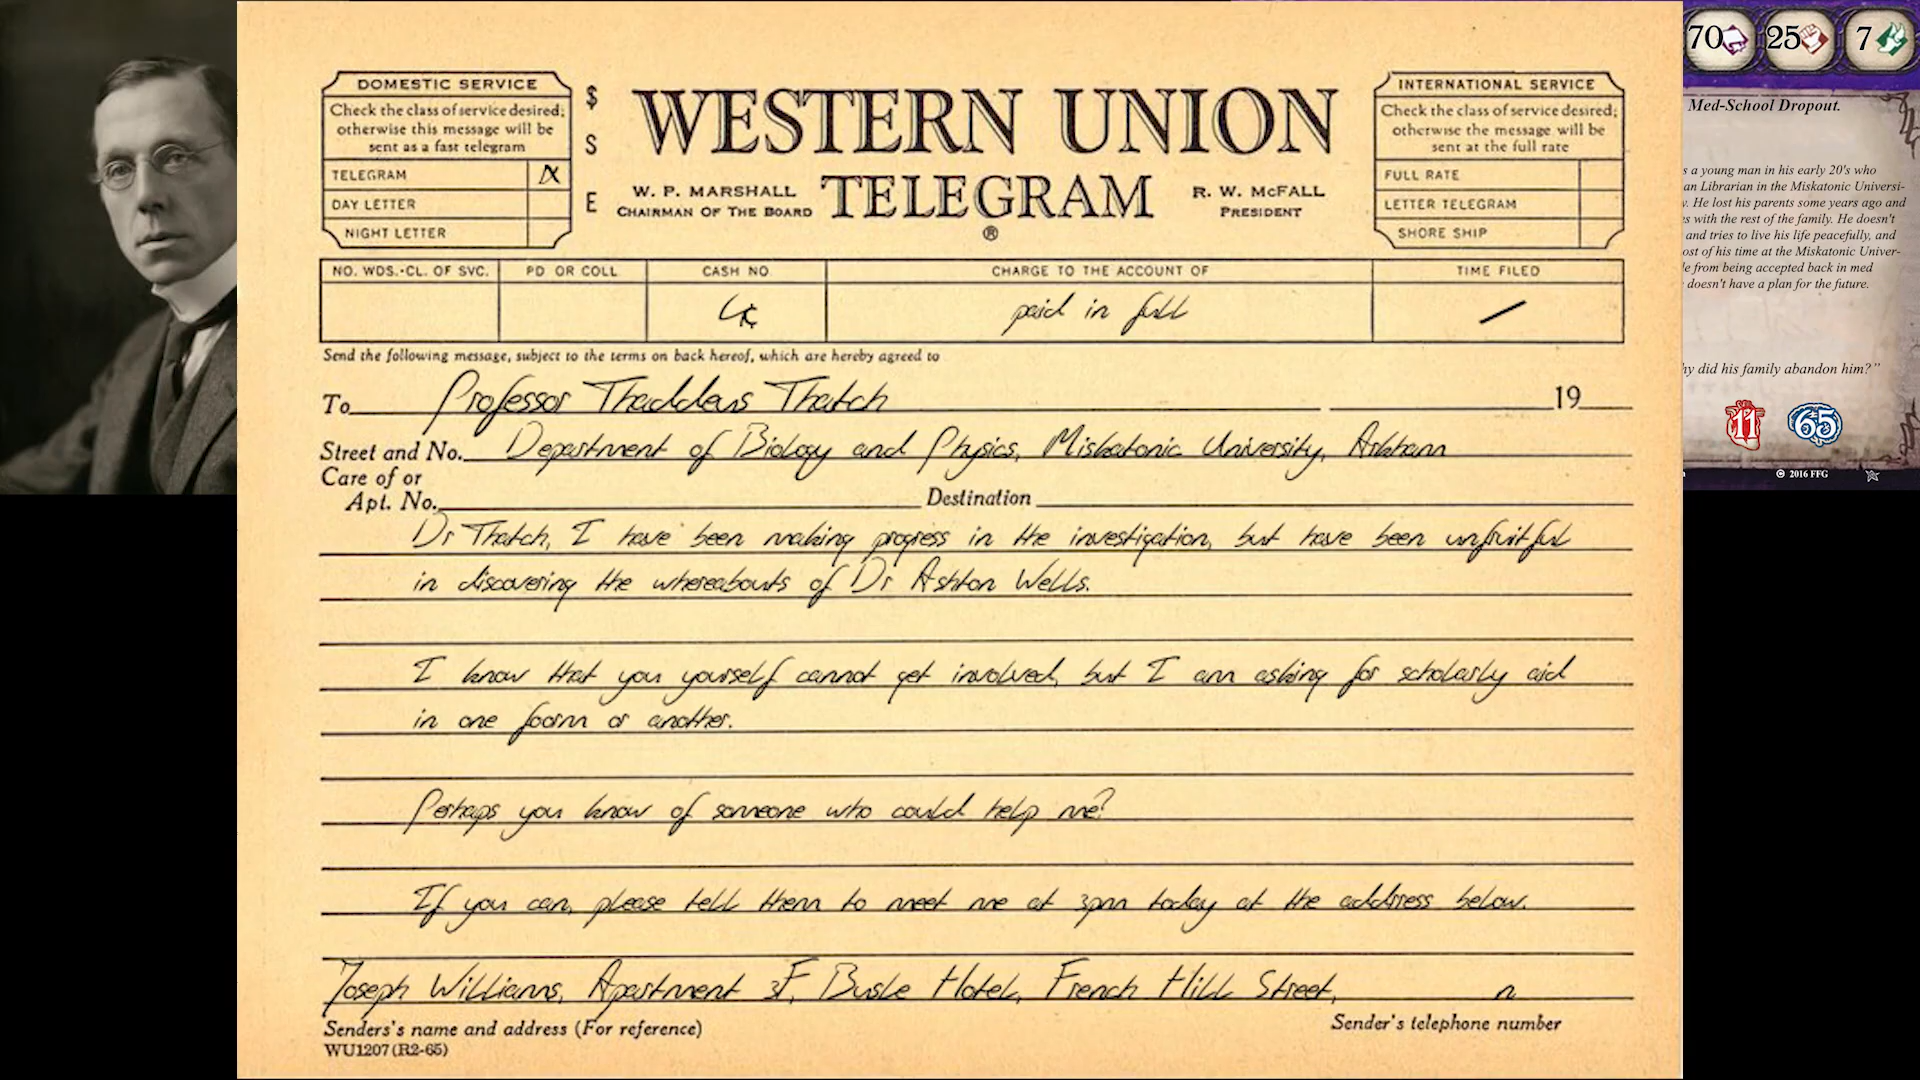 DOMESTIC SERVICE
Check the class of service desired;
otherwise this message will be
sent as a fast telegram
TELEGRAM X
DAY LETTER
NIGHT LETTER
$
S
E
WESTERN UNION
TELEGRAM
®
W. P. MARSHALL
CHAIRMAN OF THE BOARD
R. W. McFALL
PRESIDENT
INTERNATIONAL SERVICE
Check the class of service desired;
otherwise the message will be
sent at the full rate
FULL RATE
LETTER TELEGRAM
SHORE SHIP
NO. WDS.-CL. OF SVC.
PD OR COLL
CASH NO.
CHARGE TO THE ACCOUNT OF
TIME FILED
paid in full
Send the following message, subject to the terms on back hereof, which are hereby agreed to
To Professor Thaddeus Thatch 19
Street and No. Department of Biology and Physics, Miskatonic University, Arkham
Care of or
Apt. No. Destination
Dr Thatch, I have been making progress in the investigation, but have been unfruitful
in discovering the whereabouts of Dr Ashton Wells.
I know that you yourself cannot get involved, but I am asking for scholarly aid
in one foorm or another.
Perhaps you know of someone who could help me?
If you can, please tell them to meet me at 3pm today at the address below.
Joseph Williams, Apartment 3F, Busle Hotel, French Hill Street,
Senders's name and address (For reference)
Sender's telephone number
WU1207 (R2-65)
70 25 7
Med-School Dropout.
s a young man in his early 20's who
an Librarian in the Miskatonic Universi-
y. He lost his parents some years ago and
es with the rest of the family. He doesn't
and tries to live his life peacefully, and
ost of his time at the Miskatonic Univer-
le from being accepted back in med
doesn't have a plan for the future.
hy did his family abandon him?"
11 65
© 2016 FFG